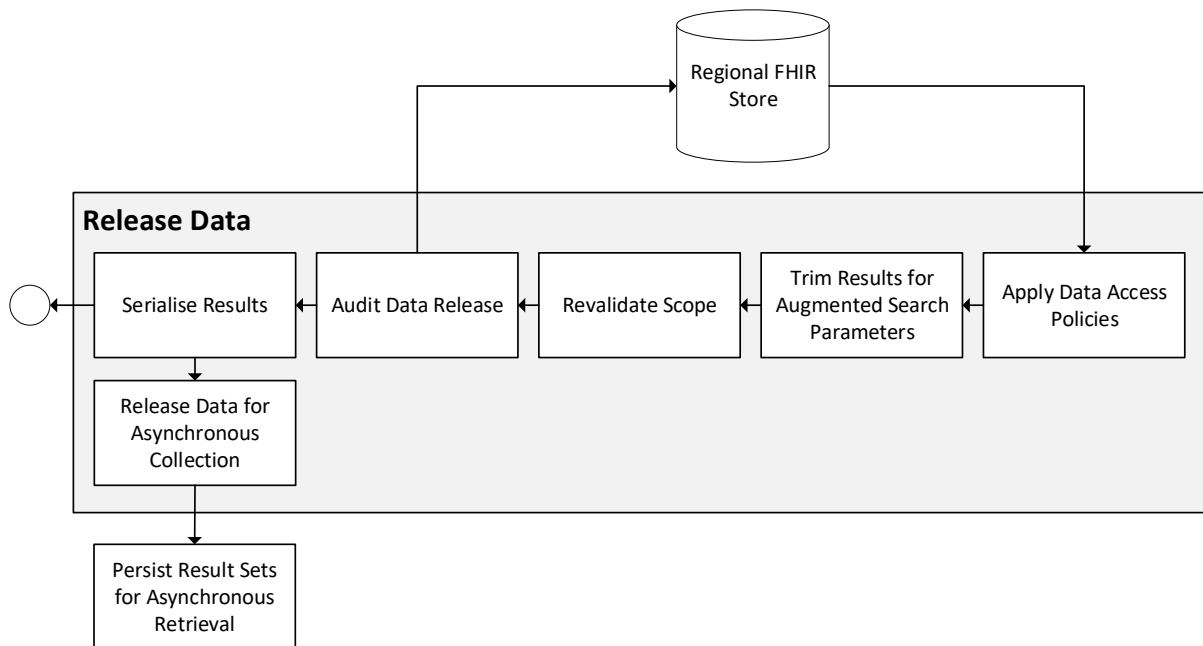 Regional FHIR
Store
Release Data
Serialise Results
Audit Data Release
Revalidate Scope
Trim Results for
Augmented Search
Parameters
Apply Data Access
Policies
Release Data for
Asynchronous
Collection
Persist Result Sets
for Asynchronous
Retrieval